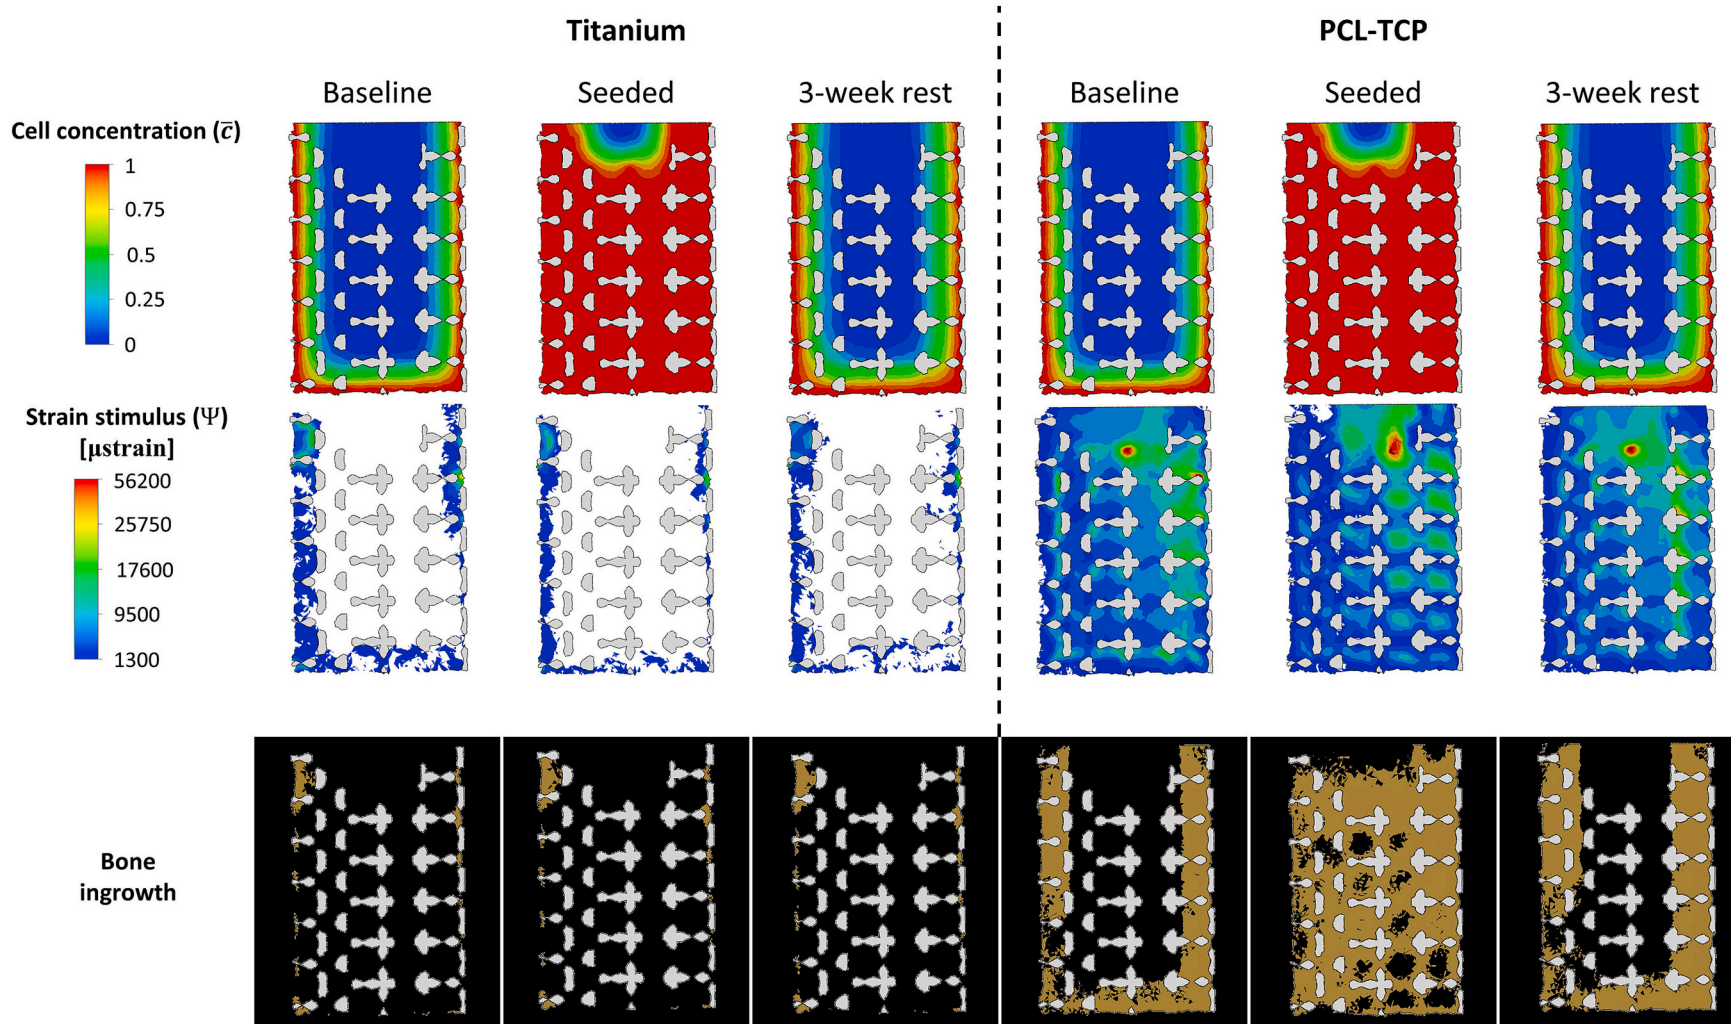 Titanium
PCL-TCP
Baseline
Seeded
3-week rest
Baseline
Seeded
3-week rest
Cell concentration (c̅)
1
0.75
0.5
0.25
0
Strain stimulus (Ψ)
[µstrain]
56200
25750
17600
9500
1300
Bone
ingrowth